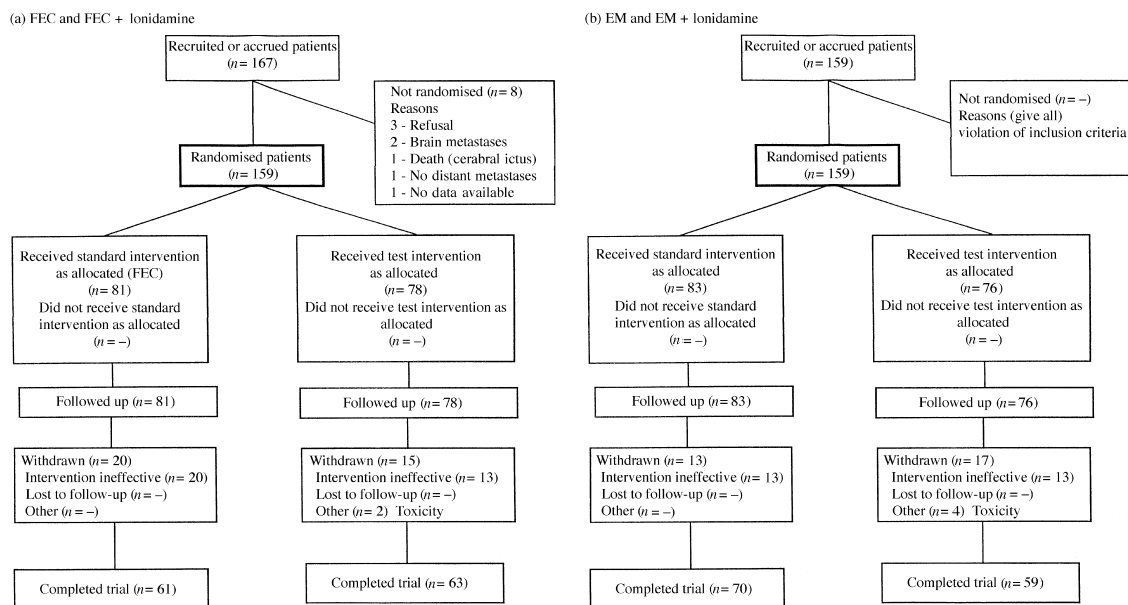 (a) FEC and FEC + lonidamine
Recruited or accrued patients
(n = 167)
Not randomised (n = 8)
Reasons
3 - Refusal
2 - Brain metastases
1 - Death (cerabral ictus)
1 - No distant metastases
1 - No data available
Randomised patients
(n = 159)
Received standard intervention
as allocated (FEC)
(n = 81)
Did not receive standard
intervention as allocated
(n = –)
Received test intervention
as allocated
(n = 78)
Did not receive test intervention as
allocated
(n = –)
Followed up (n = 81)
Followed up (n = 78)
Withdrawn (n = 20)
Intervention ineffective (n = 20)
Lost to follow-up (n = –)
Other (n = –)
Withdrawn (n = 15)
Intervention ineffective (n = 13)
Lost to follow-up (n = –)
Other (n = 2) Toxicity
Completed trial (n = 61)
Completed trial (n = 63)
(b) EM and EM + lonidamine
Recruited or accrued patients
(n = 159)
Not randomised (n = –)
Reasons (give all)
violation of inclusion criteria
Randomised patients
(n = 159)
Received standard intervention
as allocated
(n = 83)
Did not receive standard
intervention as allocated
(n = –)
Received test intervention
as allocated
(n = 76)
Did not receive test intervention as
allocated
(n = –)
Followed up (n = 83)
Followed up (n = 76)
Withdrawn (n = 13)
Intervention ineffective (n = 13)
Lost to follow-up (n = –)
Other (n = –)
Withdrawn (n = 17)
Intervention ineffective (n = 13)
Lost to follow-up (n = –)
Other (n = 4) Toxicity
Completed trial (n = 70)
Completed trial (n = 59)